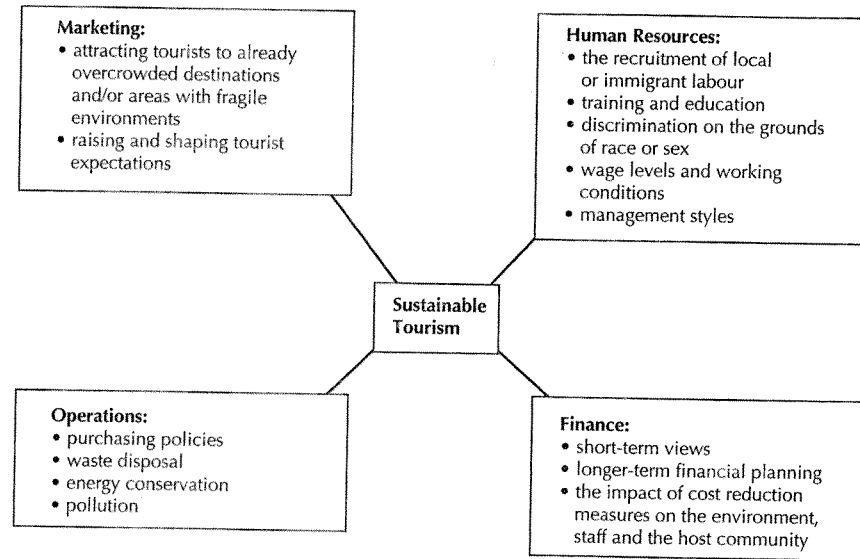 Marketing:
• attracting tourists to already
overcrowded destinations
and/or areas with fragile
environments
• raising and shaping tourist
expectations
Human Resources:
• the recruitment of local
or immigrant labour
• training and education
• discrimination on the grounds
of race or sex
• wage levels and working
conditions
• management styles
Sustainable
Tourism
Operations:
• purchasing policies
• waste disposal
• energy conservation
• pollution
Finance:
• short-term views
• longer-term financial planning
• the impact of cost reduction
measures on the environment,
staff and the host community